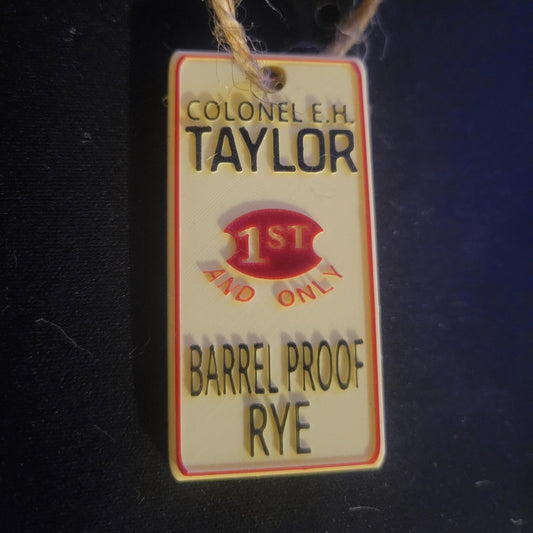 COLONEL E.H.
TAYLOR
1ST
AND ONLY
BARREL PROOF
RYE